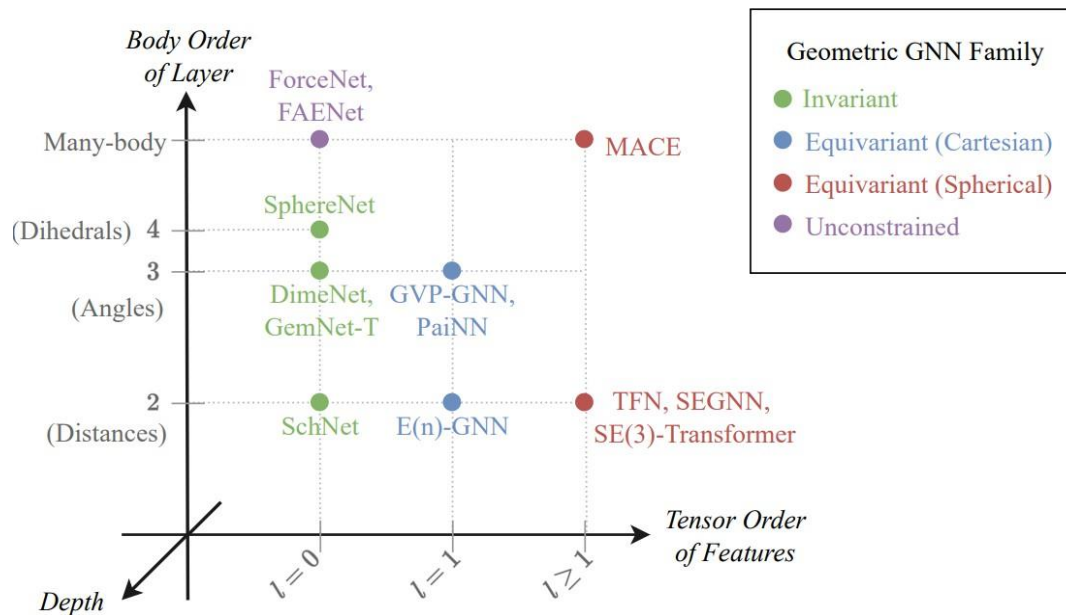 Body Order
of Layer
Geometric GNN Family
Invariant
Equivariant (Cartesian)
Equivariant (Spherical)
Unconstrained
ForceNet,
FAENet
Many-body
MACE
SphereNet
(Dihedrals) 4
3
DimeNet,
GemNet-T
GVP-GNN,
PaiNN
(Angles)
2
SchNet
E(n)-GNN
TFN, SEGNN,
SE(3)-Transformer
(Distances)
Tensor Order
of Features
l = 0
l = 1
l ≥ 1
Depth